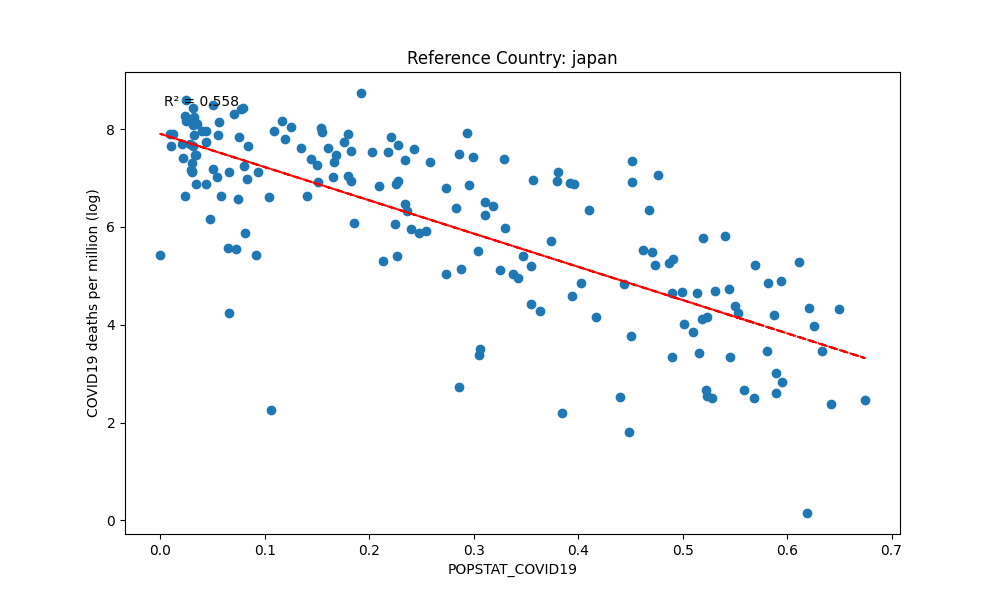 Reference Country: japan
R² = 0.558
COVID19 deaths per million (log)
8
6
4
2
0
0.0 0.1 0.2 0.3 0.4 0.5 0.6 0.7
POPSTAT_COVID19